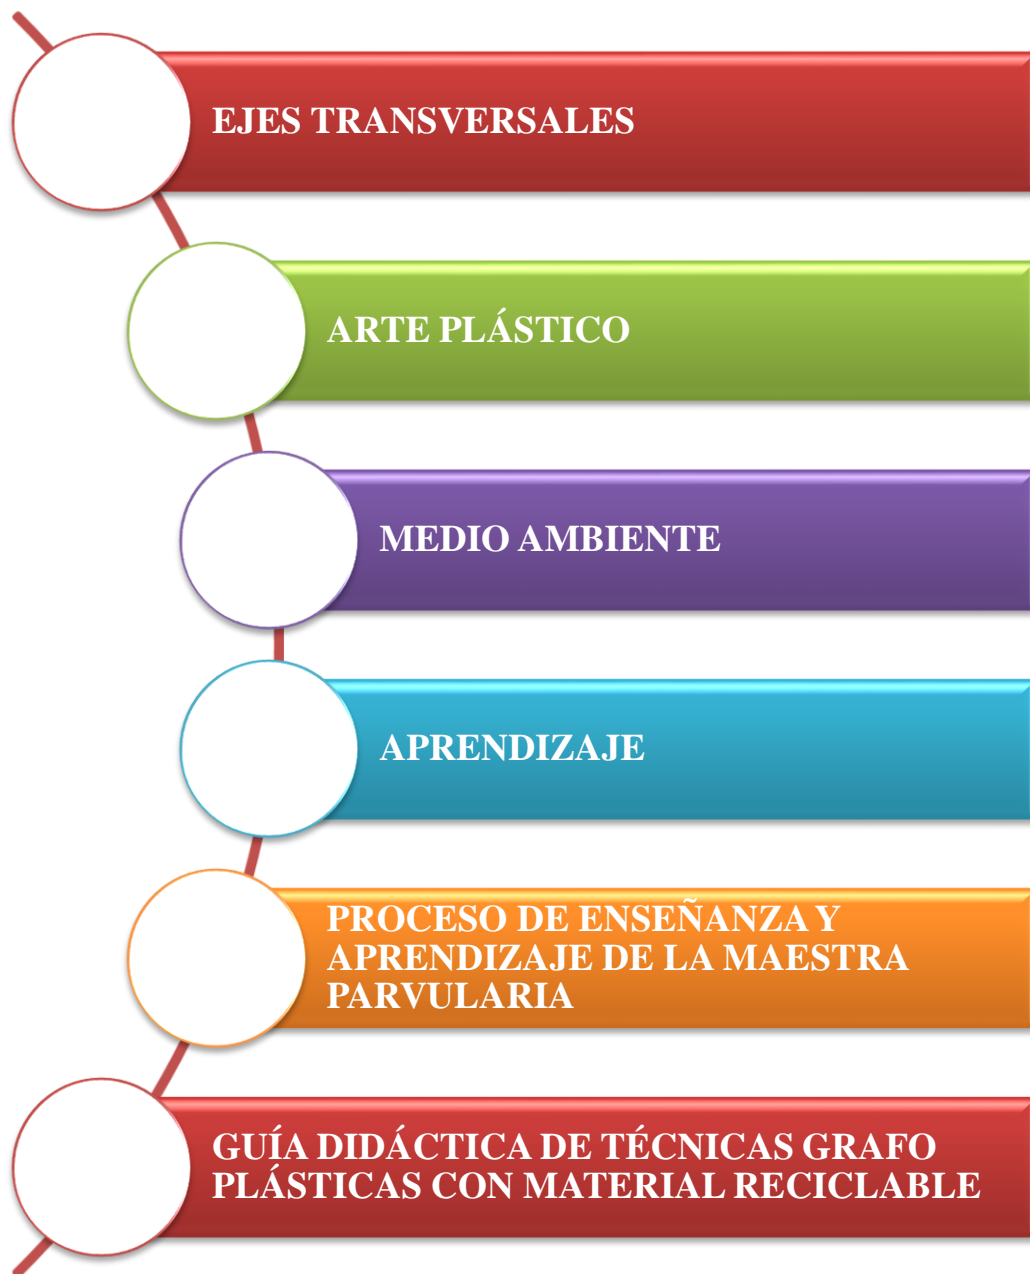 EJES TRANSVERSALES
ARTE PLÁSTICO
MEDIO AMBIENTE
APRENDIZAJE
PROCESO DE ENSEÑANZA Y
APRENDIZAJE DE LA MAESTRA
PARVULARIA
GUÍA DIDÁCTICA DE TÉCNICAS GRAFO
PLÁSTICAS CON MATERIAL RECICLABLE